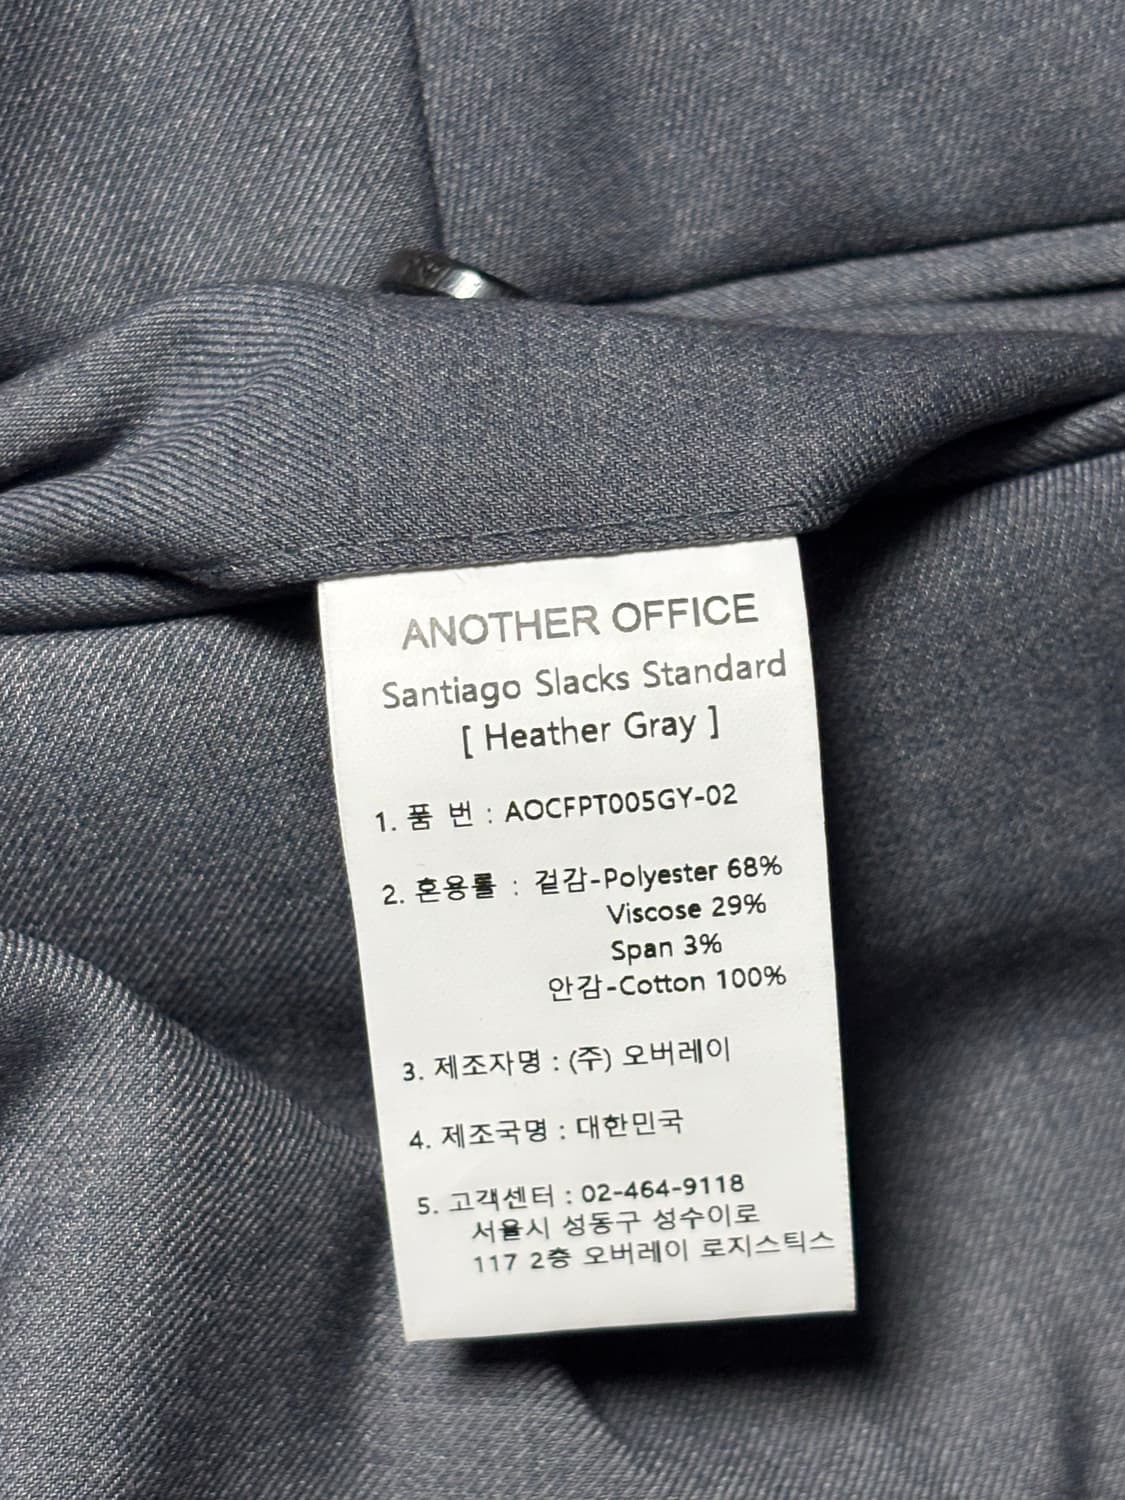 ANOTHER OFFICE
Santiago Slacks Standard
[ Heather Gray ]
1. 품 번 : AOCFPT005GY-02
2. 혼용률 : 겉감-Polyester 68%
Viscose 29%
Span 3%
안감-Cotton 100%
3. 제조자명 : (주) 오버레이
4. 제조국명 : 대한민국
5. 고객센터 : 02-464-9118
서울시 성동구 성수이로
117 2층 오버레이 로지스틱스